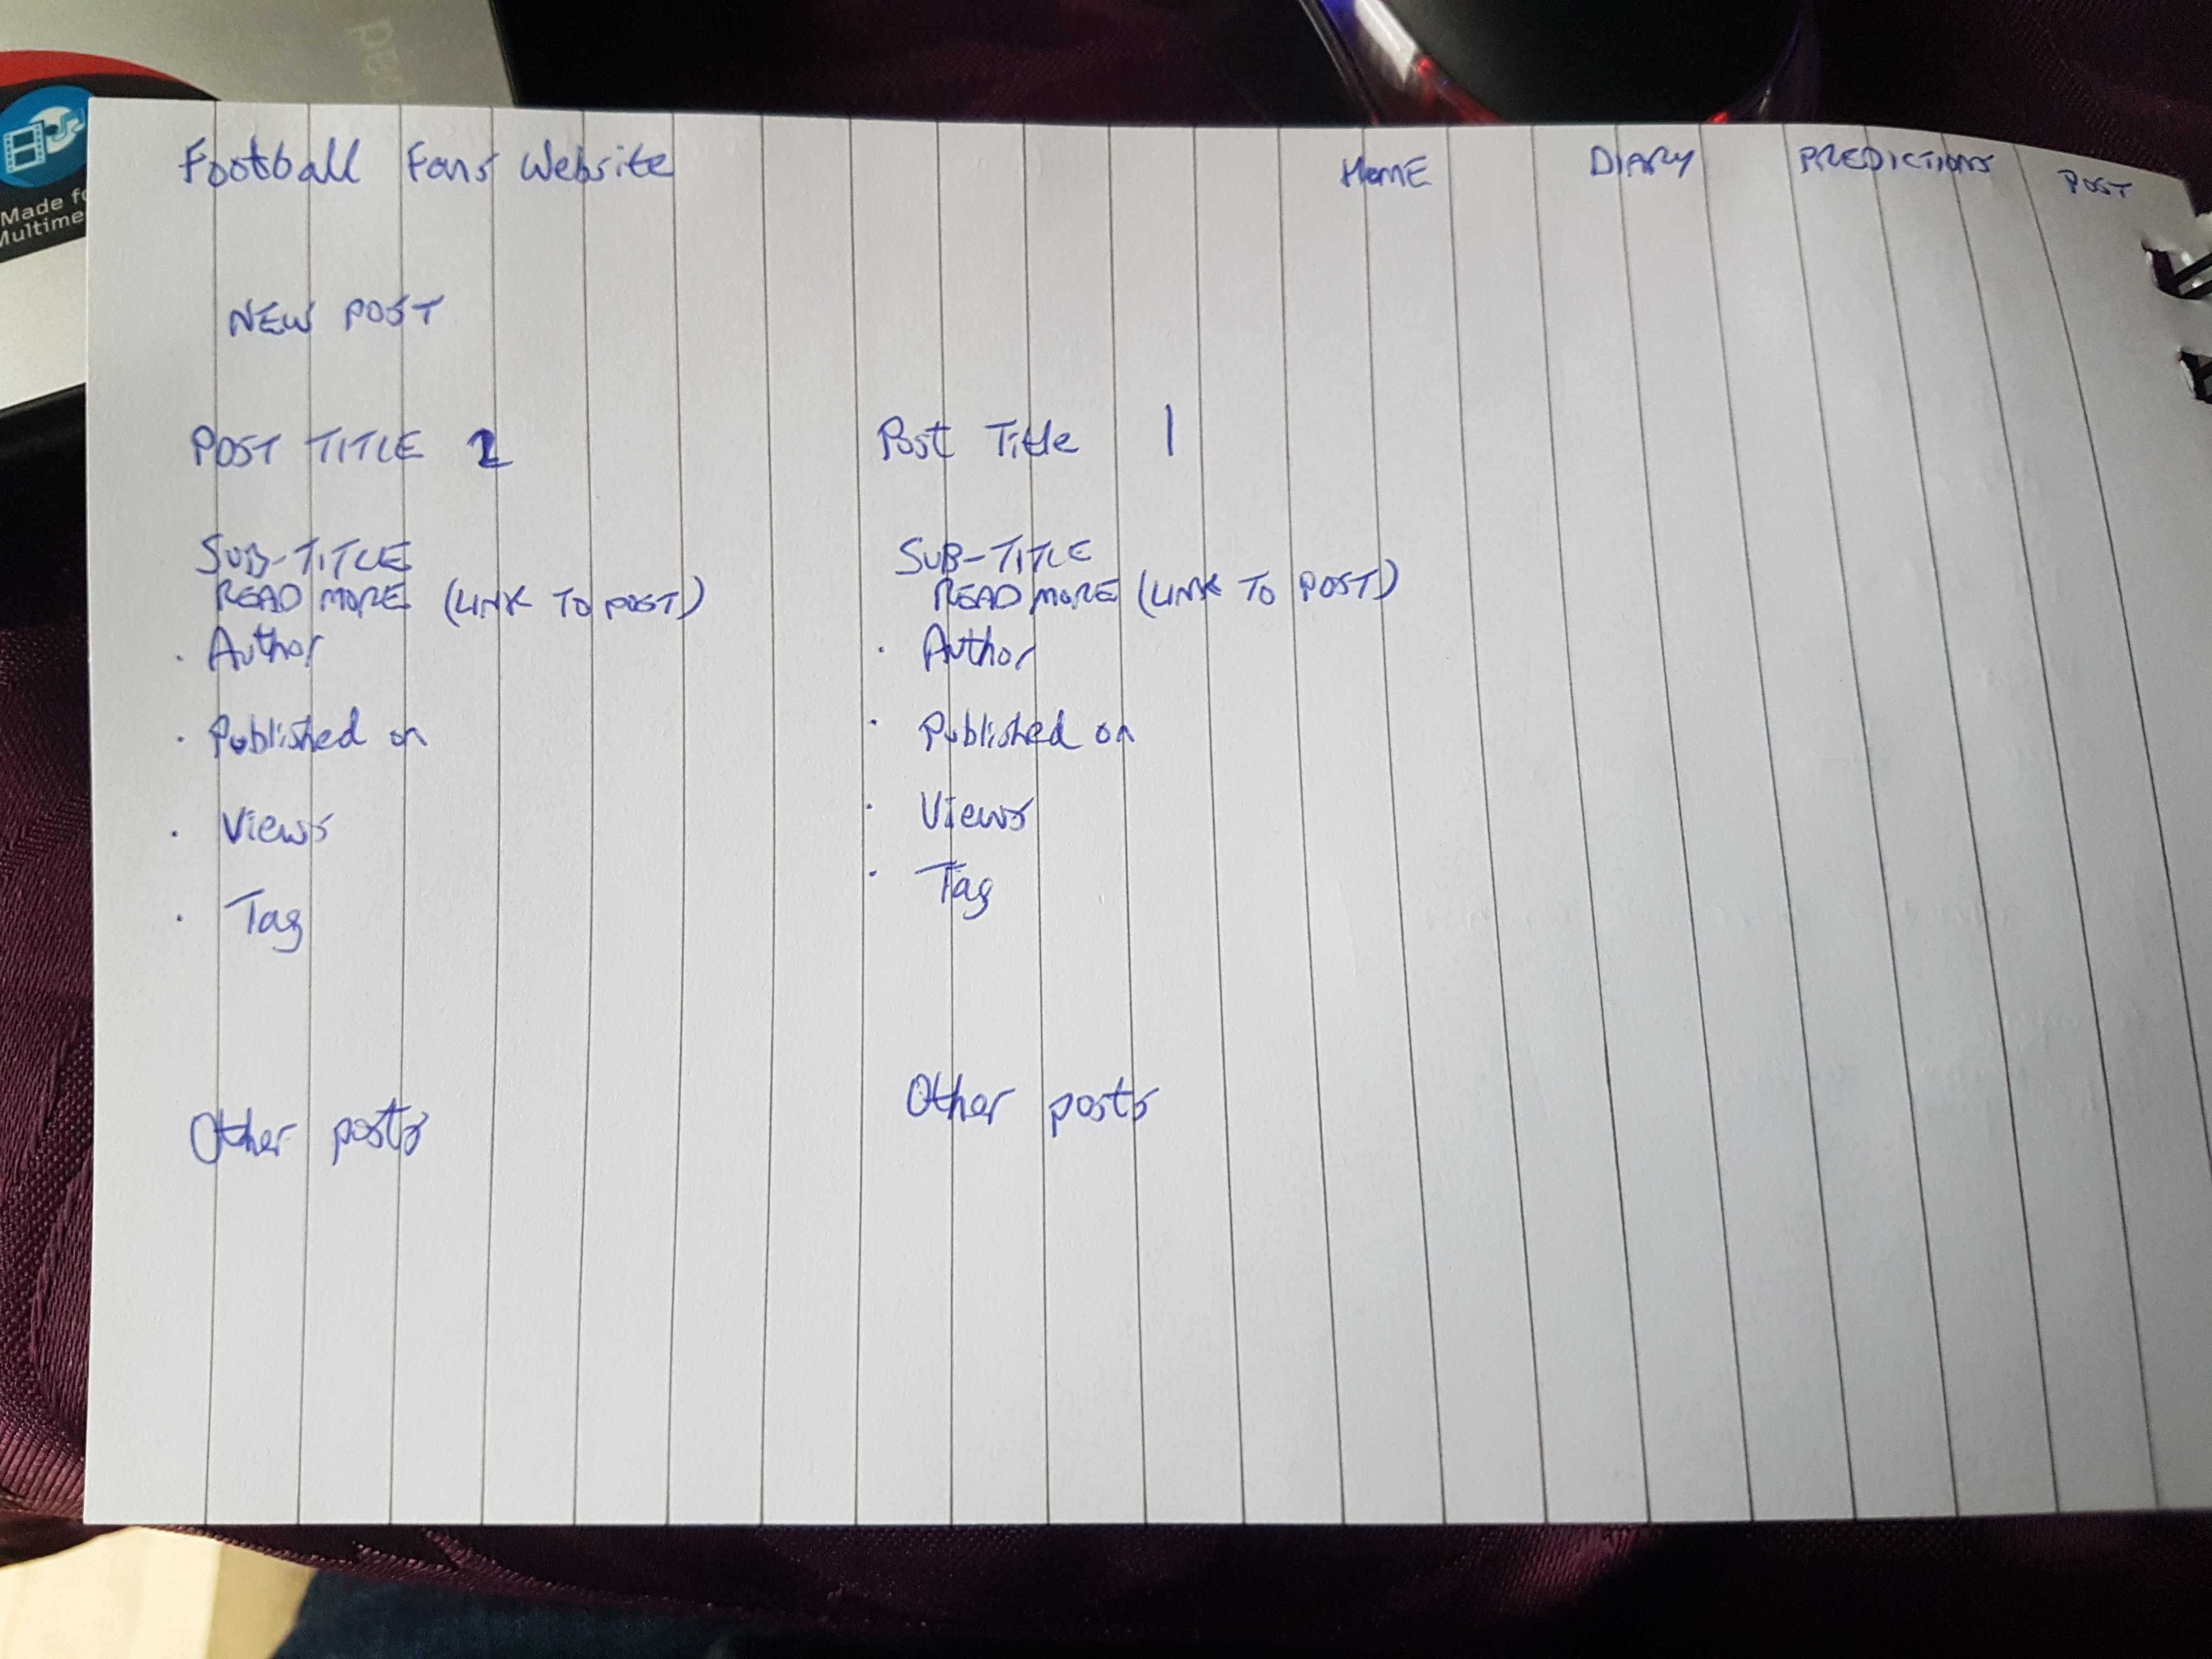 Football Fans Website HOME DIARY PREDICTIONS POST
NEW POST
POST TITLE 2 Post Title 1
SUB-TITLE SUB-TITLE
READ MORE (LINK TO POST) READ MORE (LINK TO POST)
. Author . Author
. Published on . Published on
. Views . Views
. Tag . Tag
Other posts Other posts
Made fo
Multime
pad